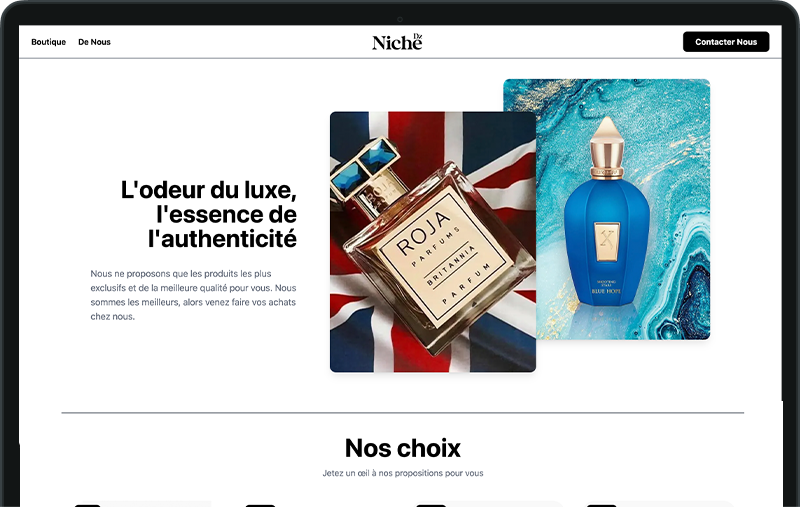 Boutique
De Nous
Niche Dz
Contacter Nous
L'odeur du luxe,
l'essence de
l'authenticité
Nous ne proposons que les produits les plus
exclusifs et de la meilleure qualité pour vous. Nous
sommes les meilleurs, alors venez faire vos achats
chez nous.
ROJA
PARFUMS
BRITANNIA
PARFUM
X
BLUE HOPE
Nos choix
Jetez un œil à nos propositions pour vous